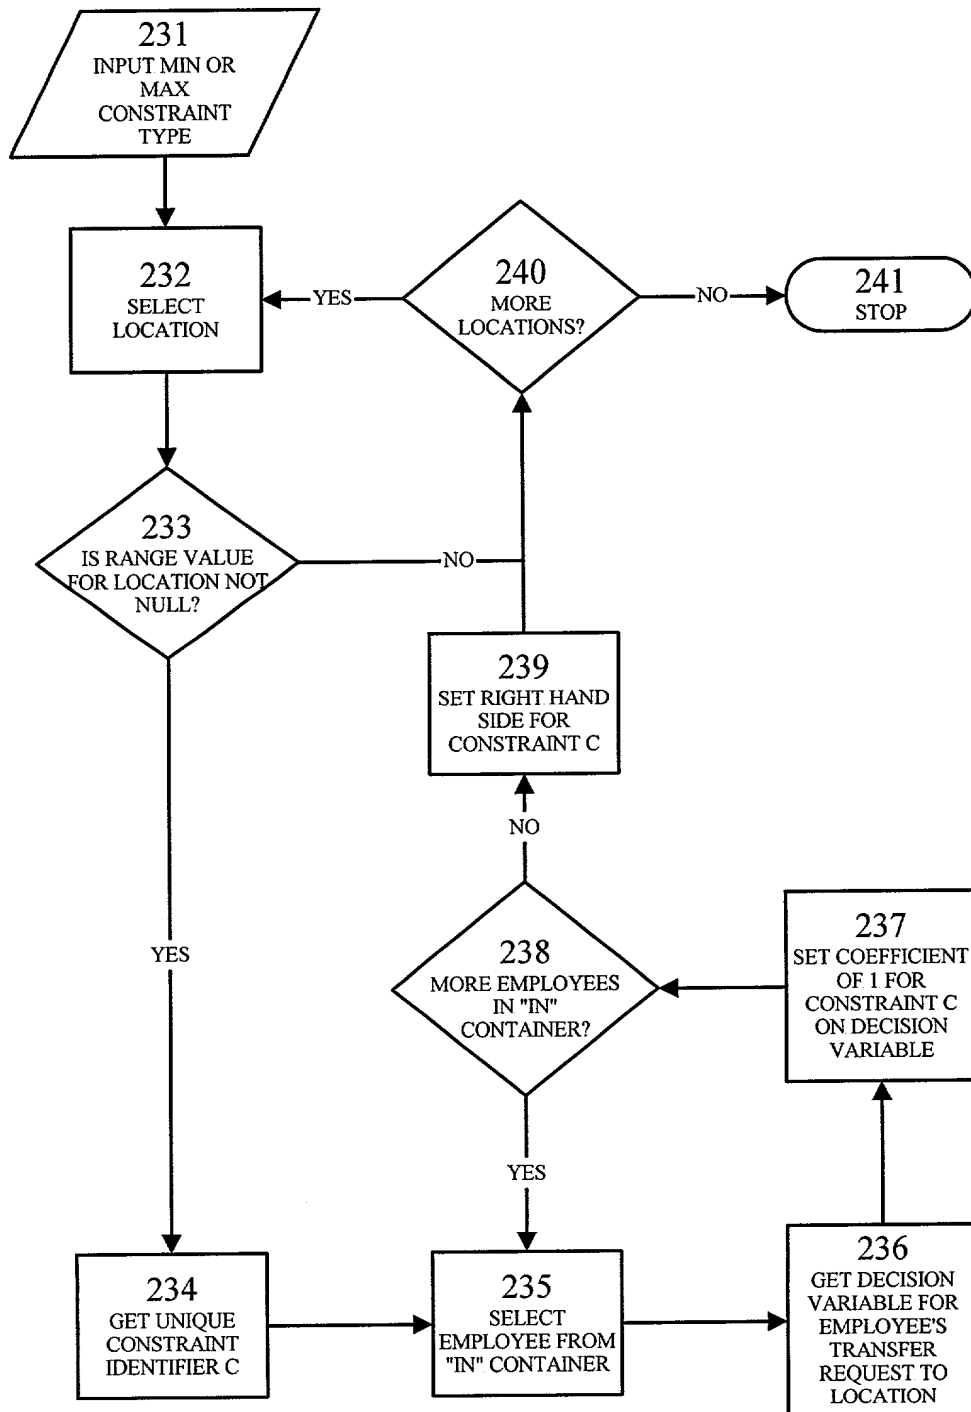 231
INPUT MIN OR
MAX
CONSTRAINT
TYPE
232
SELECT
LOCATION
YES
240
MORE
LOCATIONS?
NO
241
STOP
233
IS RANGE VALUE
FOR LOCATION NOT
NULL?
NO
239
SET RIGHT HAND
SIDE FOR
CONSTRAINT C
NO
YES
238
MORE EMPLOYEES
IN "IN"
CONTAINER?
237
SET COEFFICIENT
OF 1 FOR
CONSTRAINT C
ON DECISION
VARIABLE
YES
234
GET UNIQUE
CONSTRAINT
IDENTIFIER C
235
SELECT
EMPLOYEE FROM
"IN" CONTAINER
236
GET DECISION
VARIABLE FOR
EMPLOYEE'S
TRANSFER
REQUEST TO
LOCATION